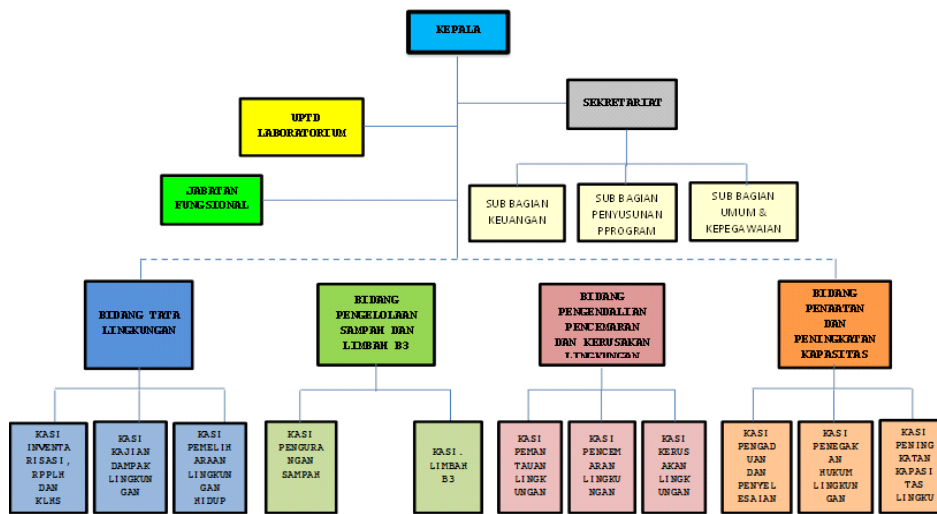 KEPALA
SEKRETARIAT
UPTD
LABORATORIUM
JABATAN
FUNGSIONAL
SUB BAGIAN
KEUANGAN
SUB BAGIAN
PENYUSUNAN
PPROGRAM
SUB BAGIAN
UMUM &
KEPEGAWAIAN
BIDANG TATA
LINGKUNGAN
BIDANG
PENGELOLAAN
SAMPAH DAN
LIMBAH B3
BIDANG
PENGENDALIAN
PENCEMARAN
DAN KERUSAKAN
LINGKUNGAN
BIDANG
PENAATAN
DAN
PENINGKATAN
KAPASITAS
KASI
INVENTA
RISASI,
RPPLH
DAN
KLHS
KASI
KAJIAN
DAMPAK
LINGKUN
GAN
KASI
PEMELIH
ARAAN
LINGKUN
GAN
HIDUP
KASI
PENGURA
NGAN
SAMPAH
KASI.
LIMBAH
B3
KASI
PEMAN
TAUAN
LINGK
UNGAN
KASI
PENCEM
ARAN
LINGKU
NGAN
KASI
KERUS
AKAN
LINGK
UNGAN
KASI
PENGAD
UAN
DAN
PENYEL
ESAIAN
KASI
PENEGAK
AN
HUKUM
LINGKUN
GAN
KASI
PENING
KATAN
KAPASI
TAS
LINGKU